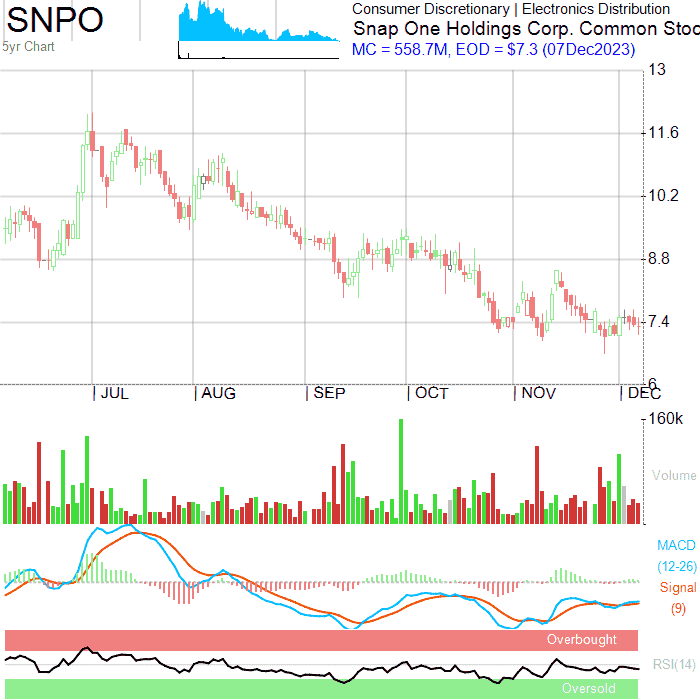 SNPO
Consumer Discretionary | Electronics Distribution
Snap One Holdings Corp. Common Stoc
5yr Chart
MC = 558.7M, EOD = $7.3 (07Dec2023)
13
11.6
10.2
8.8
7.4
6
JUL AUG SEP OCT NOV DEC
160k
Volume
MACD
(12-26)
Signal
(9)
Overbought
RSI(14)
Oversold